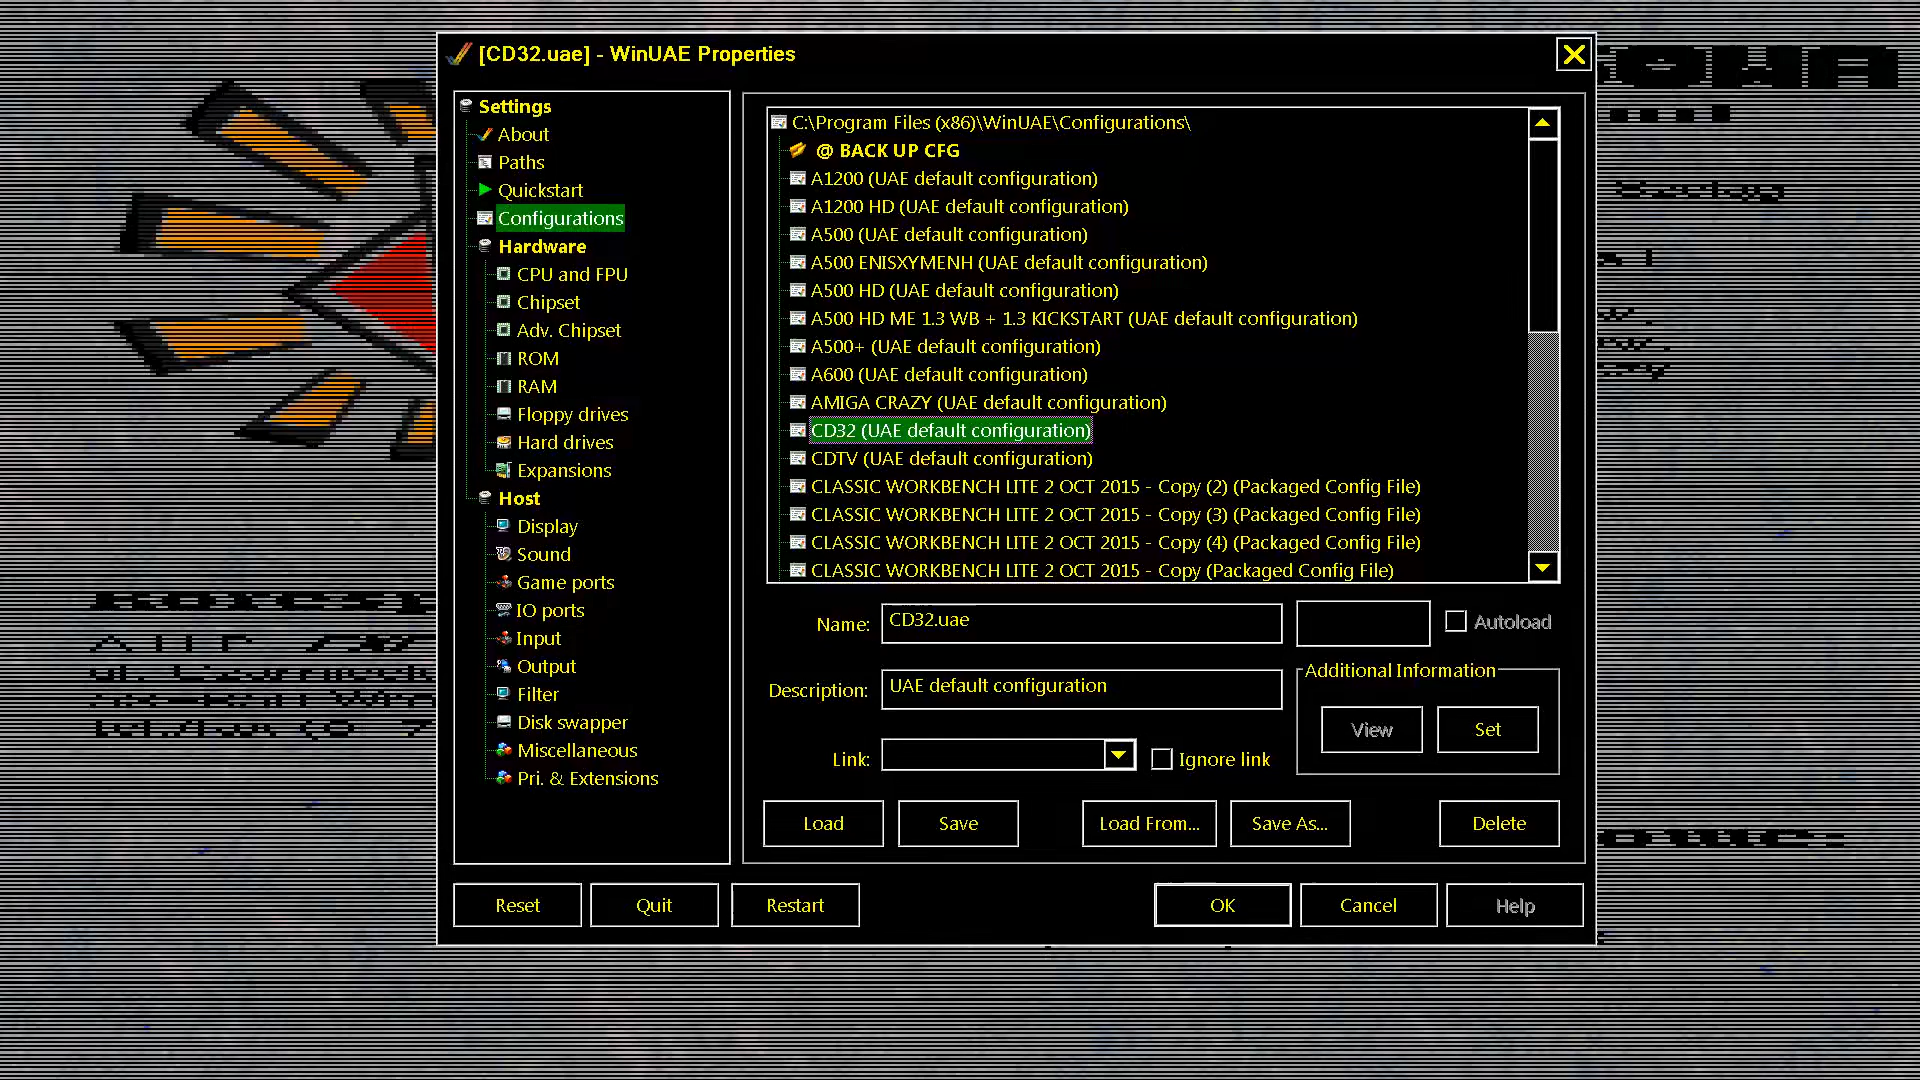 [CD32.uae] - WinUAE Properties
Settings
About
Paths
Quickstart
Configurations
Hardware
CPU and FPU
Chipset
Adv. Chipset
ROM
RAM
Floppy drives
Hard drives
Expansions
Host
Display
Sound
Game ports
IO ports
Input
Output
Filter
Disk swapper
Miscellaneous
Pri. & Extensions
C:\Program Files (x86)\WinUAE\Configurations\
@ BACK UP CFG
A1200 (UAE default configuration)
A1200 HD (UAE default configuration)
A500 (UAE default configuration)
A500 ENISXYMENH (UAE default configuration)
A500 HD (UAE default configuration)
A500 HD ME 1.3 WB + 1.3 KICKSTART (UAE default configuration)
A500+ (UAE default configuration)
A600 (UAE default configuration)
AMIGA CRAZY (UAE default configuration)
CD32 (UAE default configuration)
CDTV (UAE default configuration)
CLASSIC WORKBENCH LITE 2 OCT 2015 - Copy (2) (Packaged Config File)
CLASSIC WORKBENCH LITE 2 OCT 2015 - Copy (3) (Packaged Config File)
CLASSIC WORKBENCH LITE 2 OCT 2015 - Copy (4) (Packaged Config File)
CLASSIC WORKBENCH LITE 2 OCT 2015 - Copy (Packaged Config File)
Name: CD32.uae
Autoload
Description: UAE default configuration
Additional Information
View Set
Link:
Ignore link
Load Save Load From... Save As... Delete
Reset Quit Restart OK Cancel Help